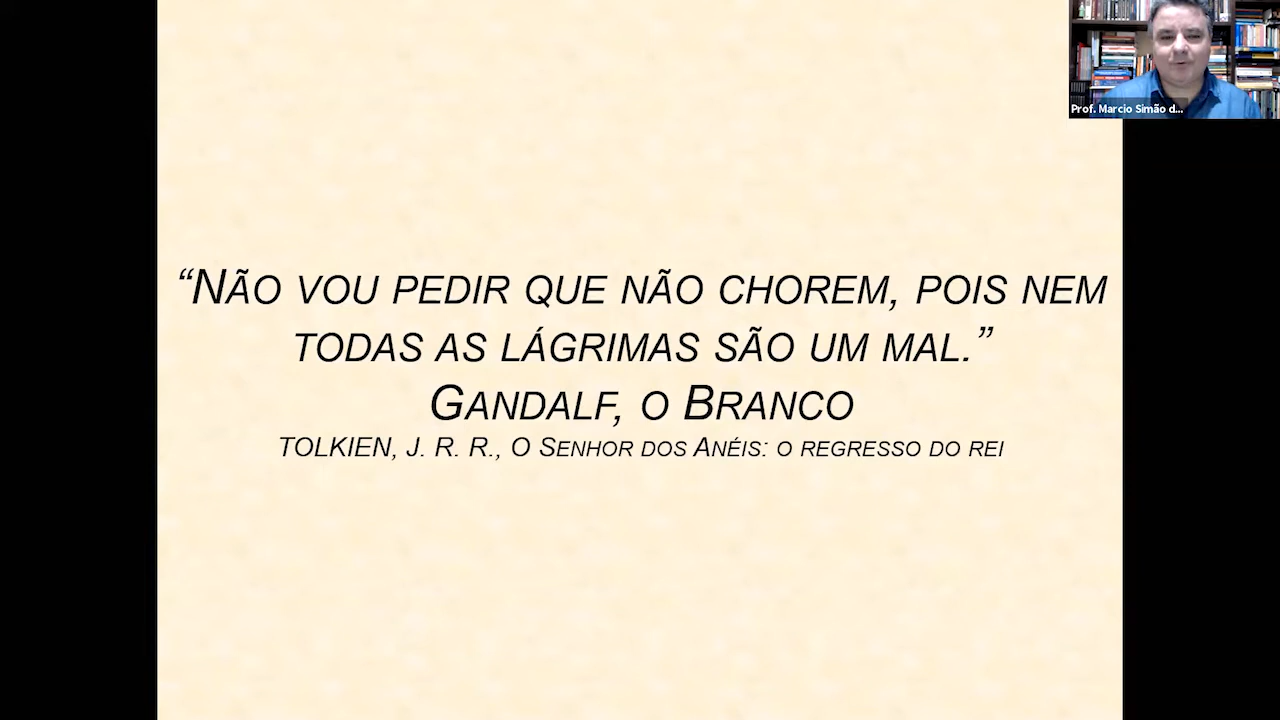 Prof. Marcio Simão d...
“NÃO VOU PEDIR QUE NÃO CHOREM, POIS NEM
TODAS AS LÁGRIMAS SÃO UM MAL.”
GANDALF, O BRANCO
TOLKIEN, J. R. R., O SENHOR DOS ANÉIS: O REGRESSO DO REI